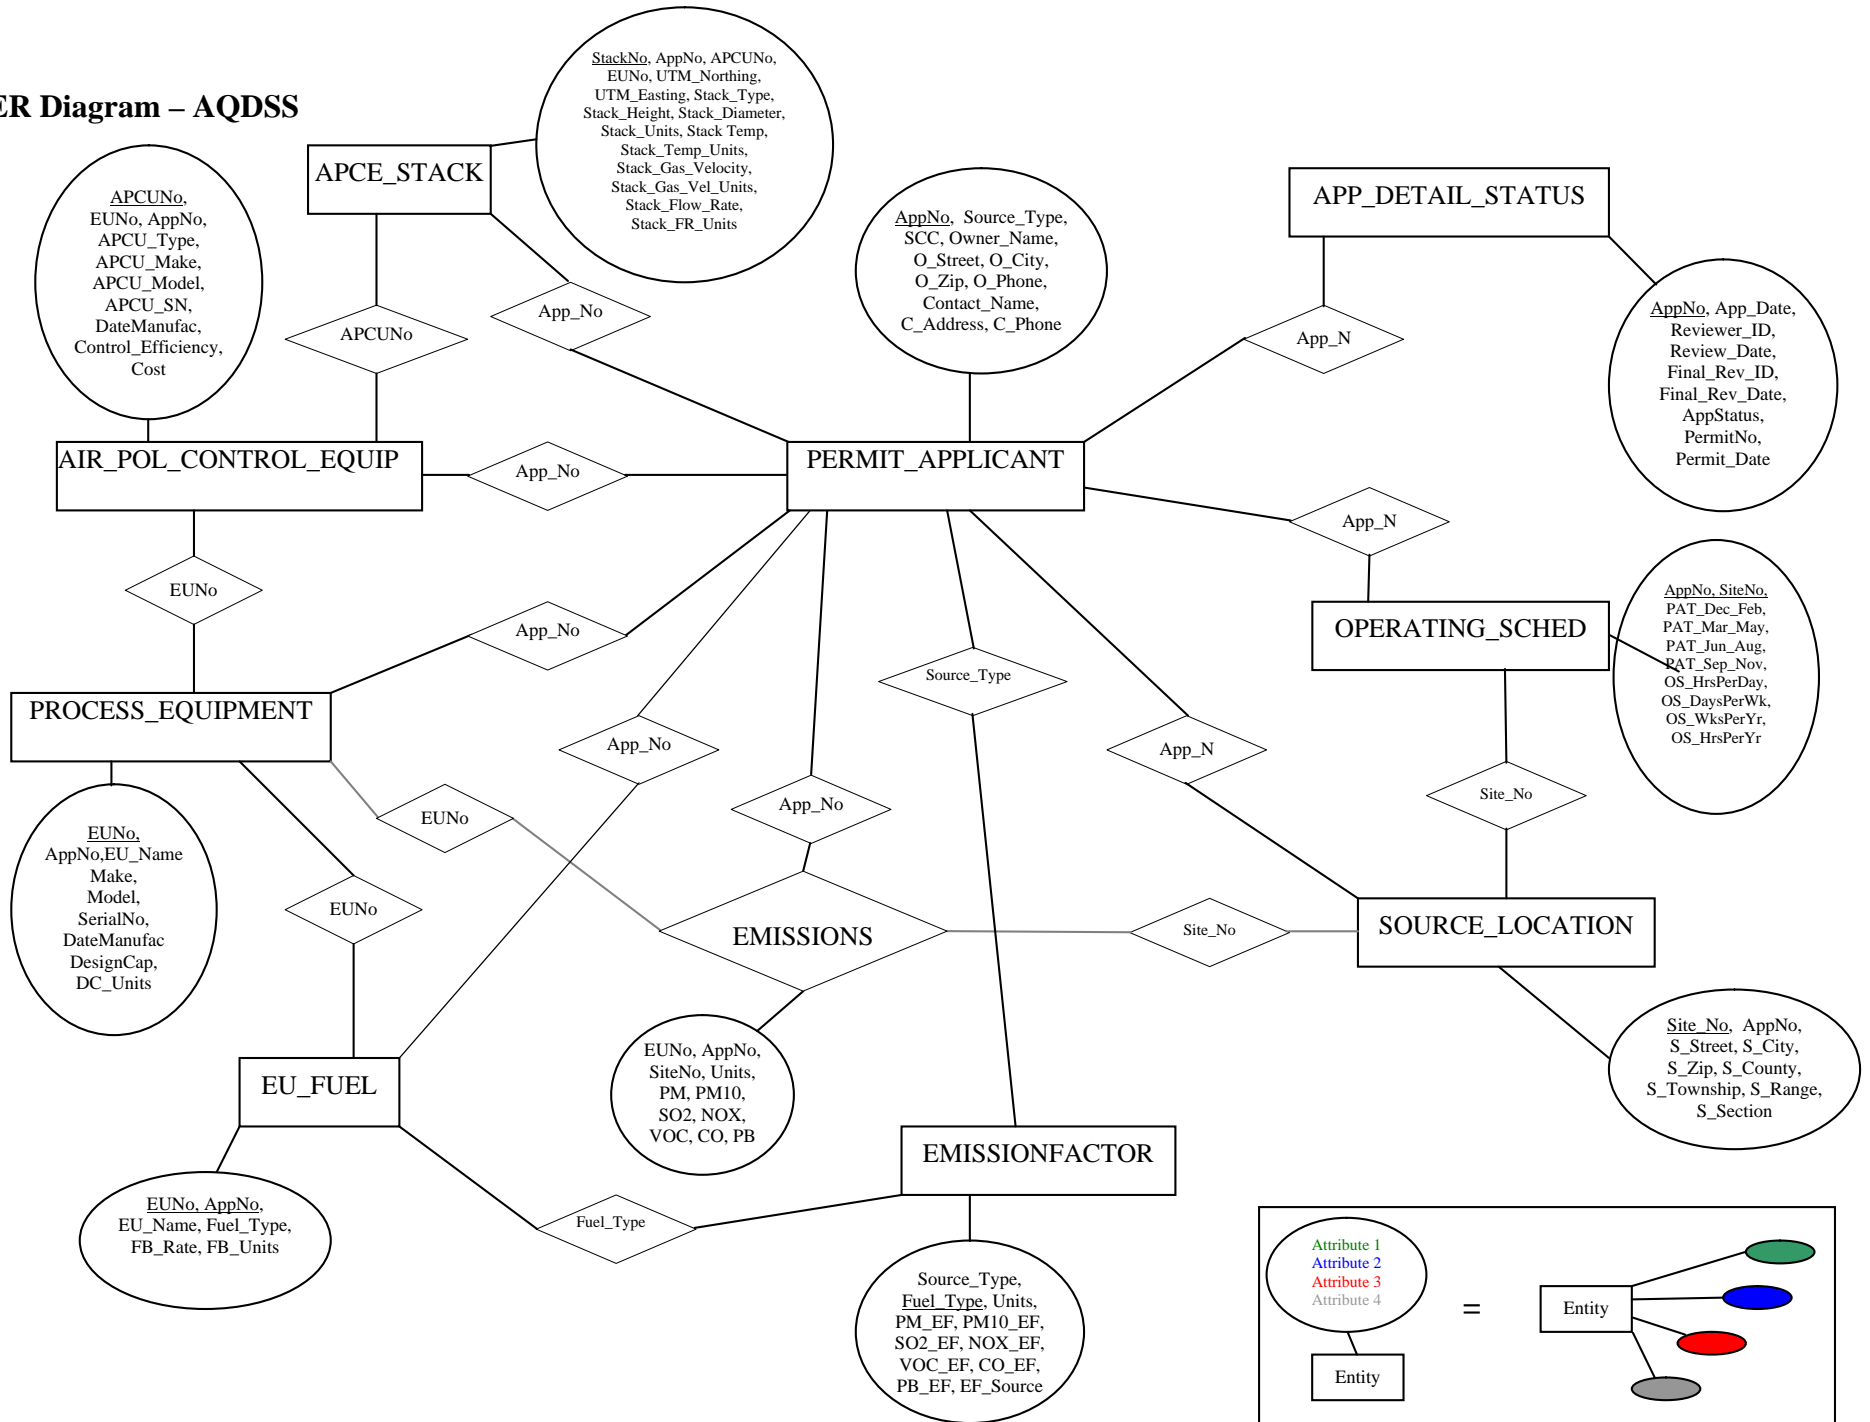 ER Diagram – AQDSS
StackNo, AppNo, APCUNo,
EUNo, UTM_Northing,
UTM_Easting, Stack_Type,
Stack_Height, Stack_Diameter,
Stack_Units, Stack Temp,
Stack_Temp_Units,
Stack_Gas_Velocity,
Stack_Gas_Vel_Units,
Stack_Flow_Rate,
Stack_FR_Units
APCE_STACK
APCUNo,
EUNo, AppNo,
APCU_Type,
APCU_Make,
APCU_Model,
APCU_SN,
DateManufac,
Control_Efficiency,
Cost
AppNo, Source_Type,
SCC, Owner_Name,
O_Street, O_City,
O_Zip, O_Phone,
Contact_Name,
C_Address, C_Phone
APP_DETAIL_STATUS
AppNo, App_Date,
Reviewer_ID,
Review_Date,
Final_Rev_ID,
Final_Rev_Date,
AppStatus,
PermitNo,
Permit_Date
App_No
APCUNo
App_N
AIR_POL_CONTROL_EQUIP
App_No
PERMIT_APPLICANT
App_N
EUNo
App_No
OPERATING_SCHED
AppNo, SiteNo,
PAT_Dec_Feb,
PAT_Mar_May,
PAT_Jun_Aug,
PAT_Sep_Nov,
OS_HrsPerDay,
OS_DaysPerWk,
OS_WksPerYr,
OS_HrsPerYr
Source_Type
PROCESS_EQUIPMENT
App_No
App_N
App_No
EUNo
Site_No
EUNo,
AppNo,EU_Name
Make,
Model,
SerialNo,
DateManufac
DesignCap,
DC_Units
EUNo
EMISSIONS
Site_No
SOURCE_LOCATION
EUNo, AppNo,
SiteNo, Units,
PM, PM10,
SO2, NOX,
VOC, CO, PB
Site_No, AppNo,
S_Street, S_City,
S_Zip, S_County,
S_Township, S_Range,
S_Section
EU_FUEL
EMISSIONFACTOR
EUNo, AppNo,
EU_Name, Fuel_Type,
FB_Rate, FB_Units
Fuel_Type
Source_Type,
Fuel_Type, Units,
PM_EF, PM10_EF,
SO2_EF, NOX_EF,
VOC_EF, CO_EF,
PB_EF, EF_Source
Attribute 1
Attribute 2
Attribute 3
Attribute 4
Entity
=
Entity